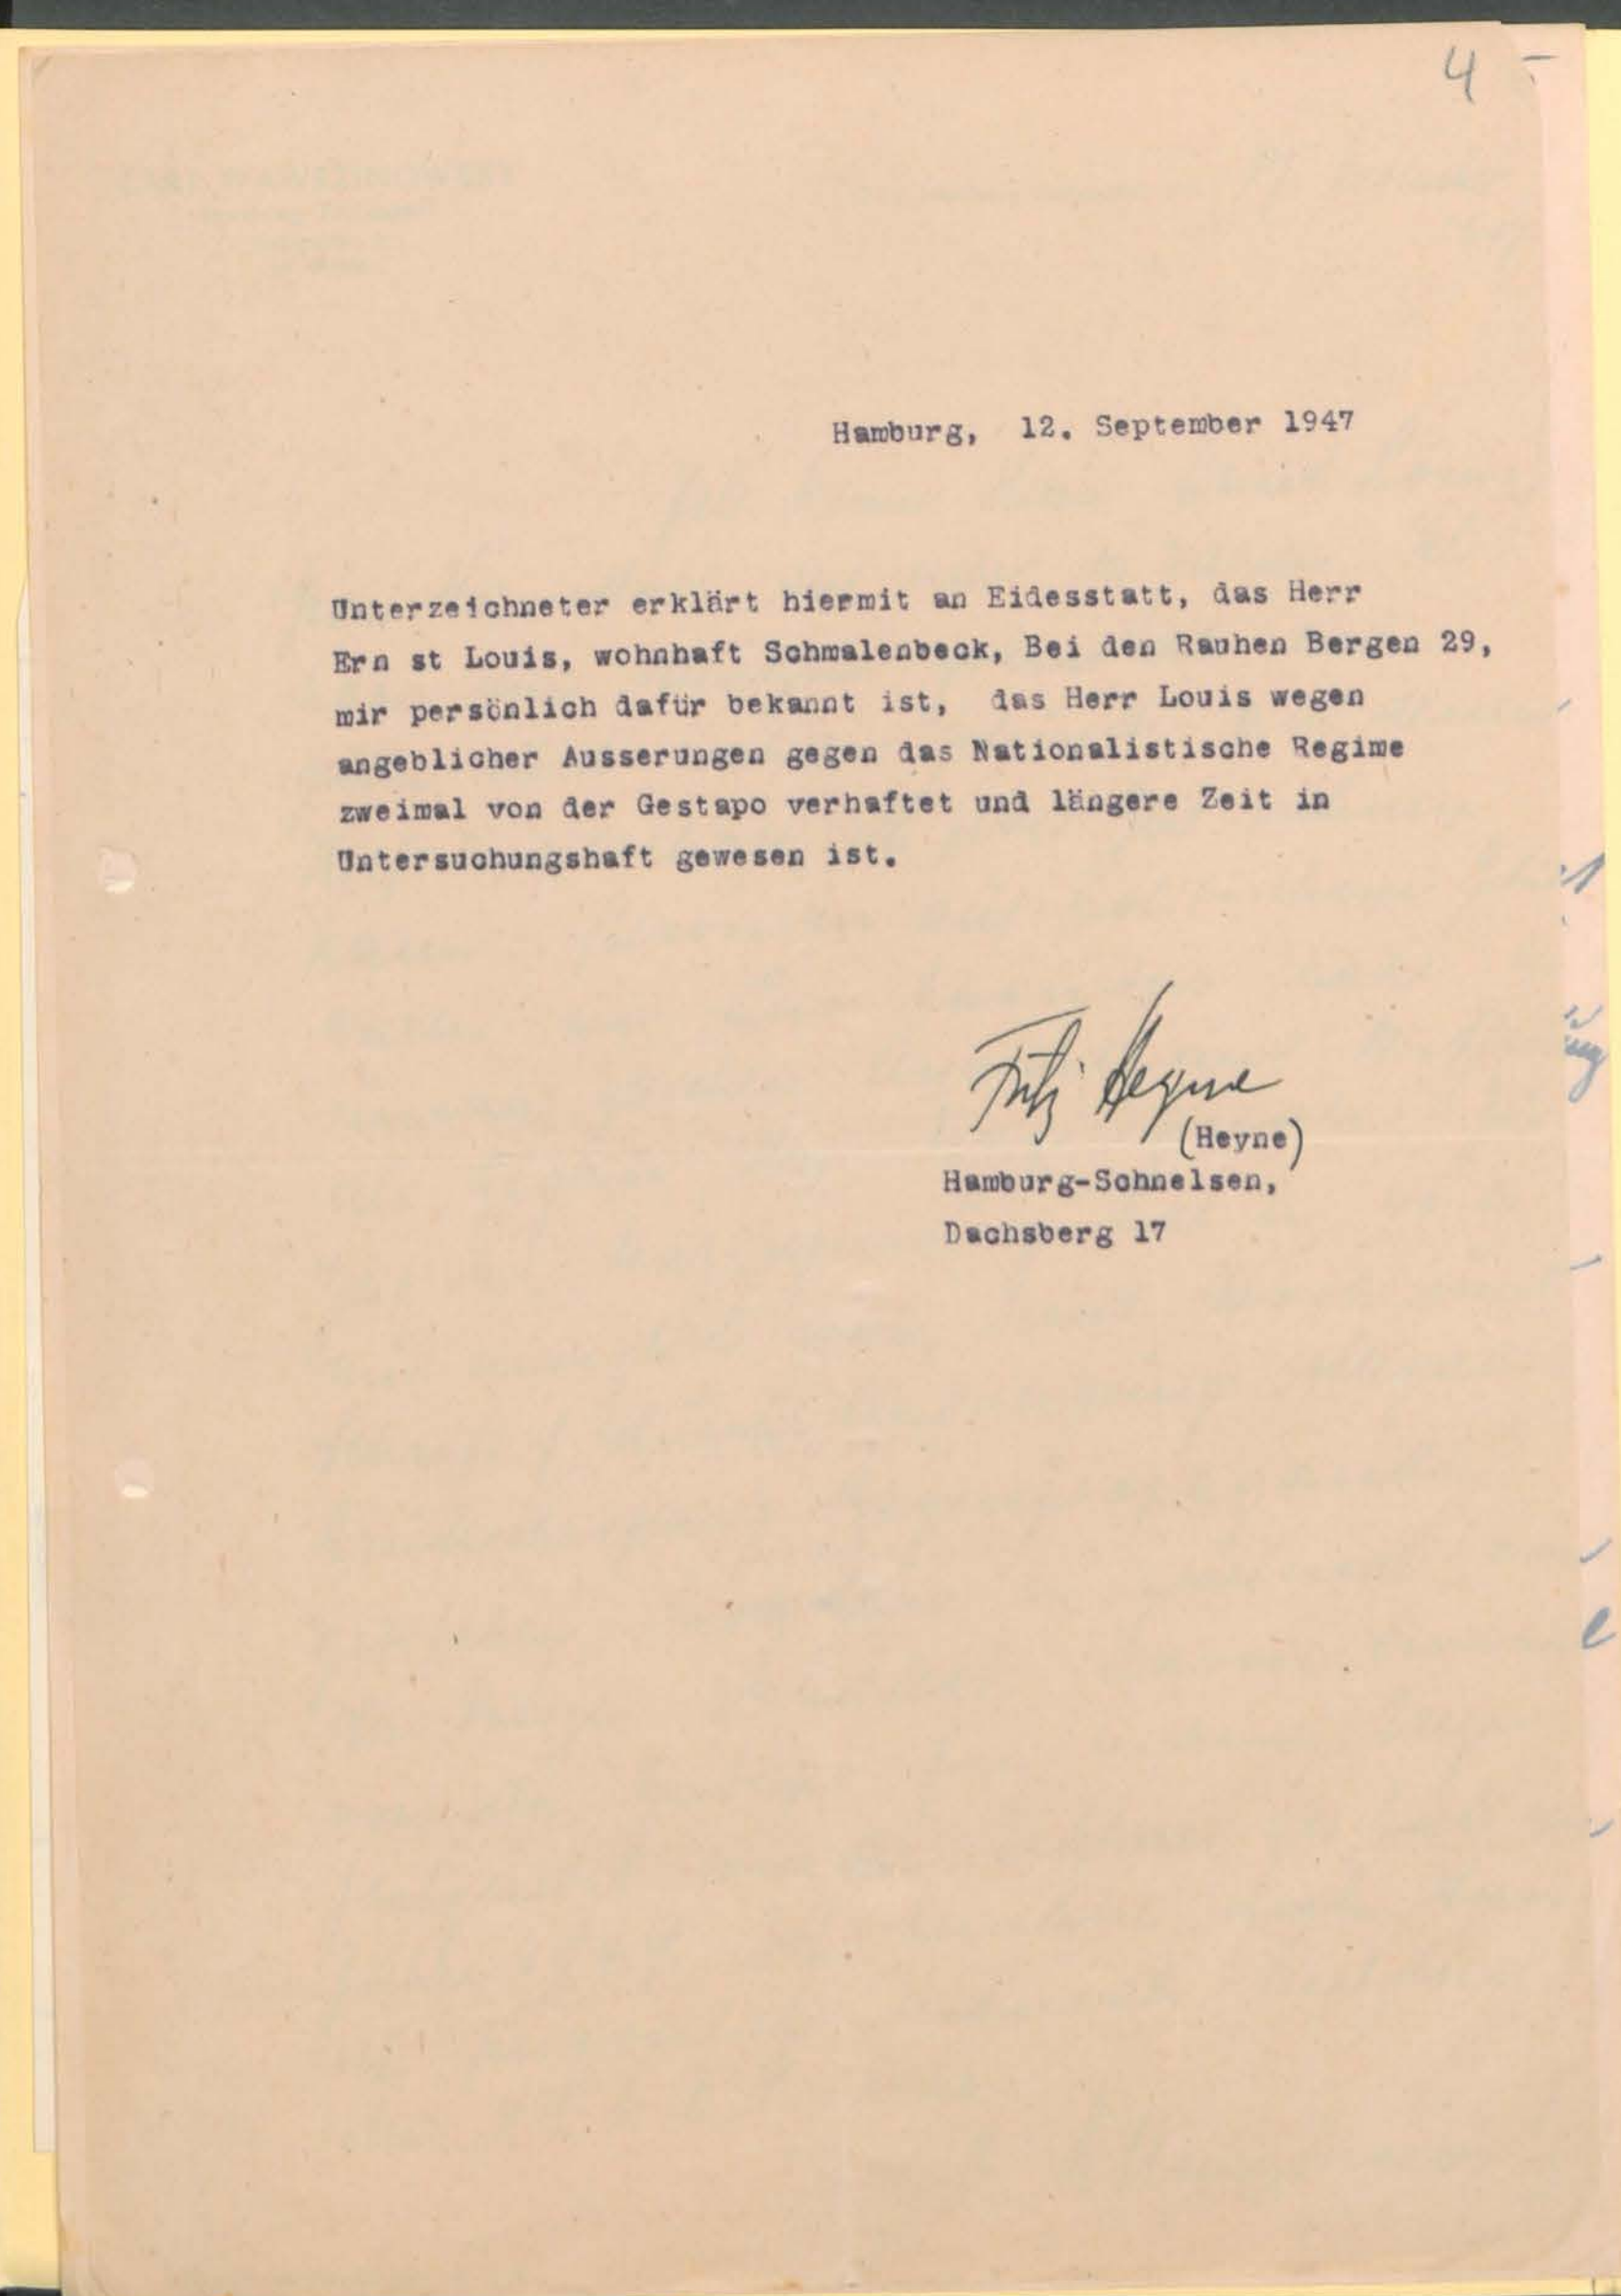 4
Hamburg, 12. September 1947
Unterzeichneter erklärt hiermit an Eidesstatt, das Herr
Ern st Louis, wohnhaft Schmalenbeck, Bei den Rauhen Bergen 29,
mir persönlich dafür bekannt ist, das Herr Louis wegen
angeblicher Ausserungen gegen das Nationalistische Regime
zweimal von der Gestapo verhaftet und längere Zeit in
Untersuchungshaft gewesen ist.
Fritz Heyne
(Heyne)
Hamburg-Schnelsen,
Dachsberg 17